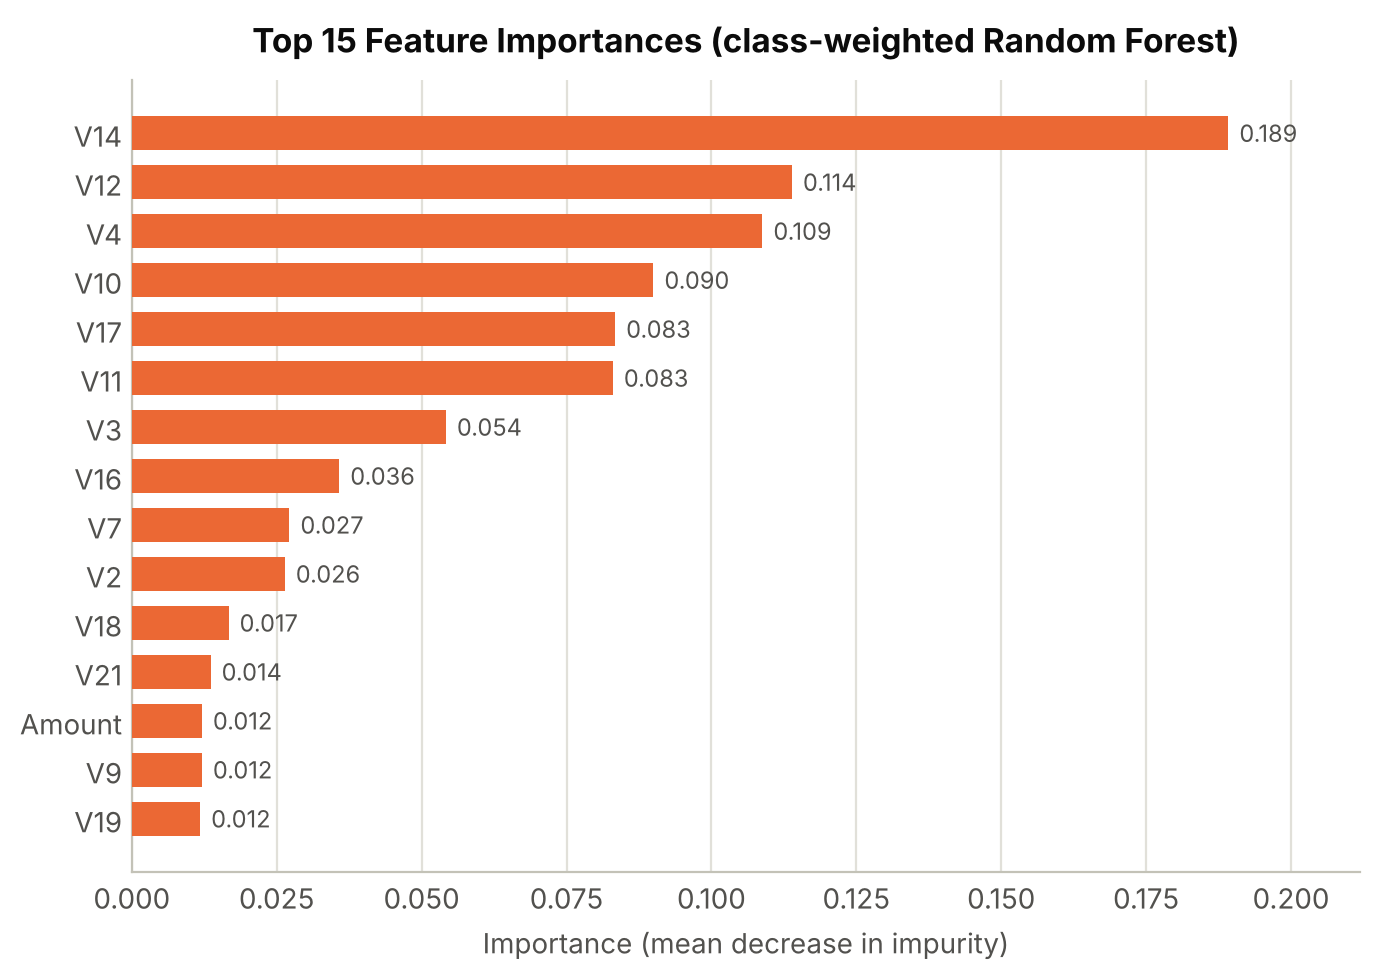 Top 15 Feature Importances (class-weighted Random Forest)
V14 0.189
V12 0.114
V4 0.109
V10 0.090
V17 0.083
V11 0.083
V3 0.054
V16 0.036
V7 0.027
V2 0.026
V18 0.017
V21 0.014
Amount 0.012
V9 0.012
V19 0.012
0.000 0.025 0.050 0.075 0.100 0.125 0.150 0.175 0.200
Importance (mean decrease in impurity)